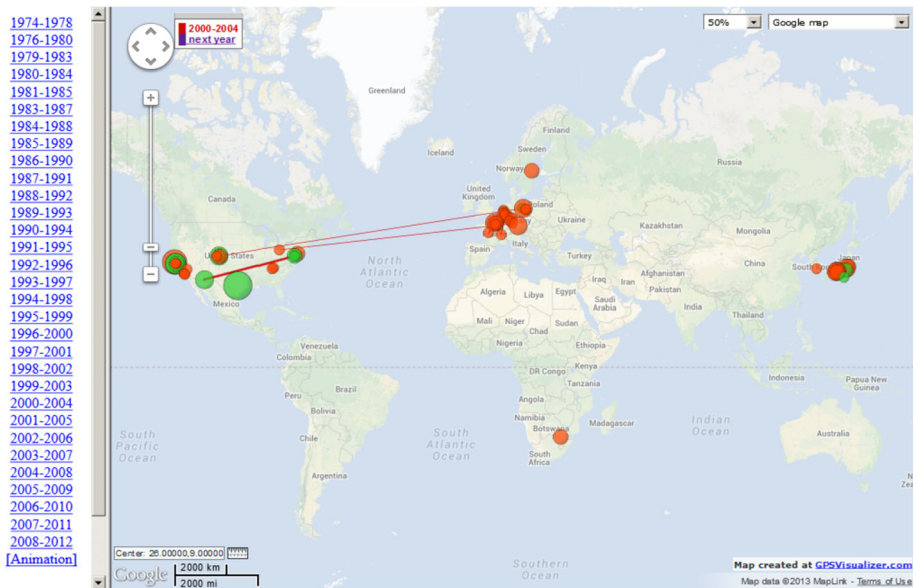 1974-1978
1976-1980
1979-1983
1980-1984
1981-1985
1983-1987
1984-1988
1985-1989
1986-1990
1987-1991
1988-1992
1989-1993
1990-1994
1991-1995
1992-1996
1993-1997
1994-1998
1995-1999
1996-2000
1997-2001
1998-2002
1999-2003
2000-2004
2001-2005
2002-2006
2003-2007
2004-2008
2005-2009
2006-2010
2007-2011
2008-2012
[Animation]
2000-2004
next year
50%
Google map
Greenland
Iceland
Finland
Sweden
Norway
Russia
United
Kingdom
Canada
Ukraine
Kazakhstan
Mongolia
Spain
Italy
Turkey
China
Japan
North
Atlantic
Ocean
Afghanistan
Iraq
Iran
Pakistan
Algeria
Libya
Egypt
Saudi
Arabia
India
Mexico
Mali
Niger
Chad
Sudan
Thailand
Nigeria
Ethiopia
Venezuela
Colombia
DR Congo
Kenya
Tanzania
Indonesia
Papua New
Guinea
Brazil
Peru
Bolivia
Angola
Namibia
Botswana
Madagascar
South
Pacific
Ocean
Chile
South
Atlantic
Ocean
South
Africa
Indian
Ocean
Australia
Argentina
Southern
Ocean
Center: 26.00000,9.00000
Google
2000 km
2000 mi
Map created at GPSVisualizer.com
Map data ©2013 MapLink - Terms of Use